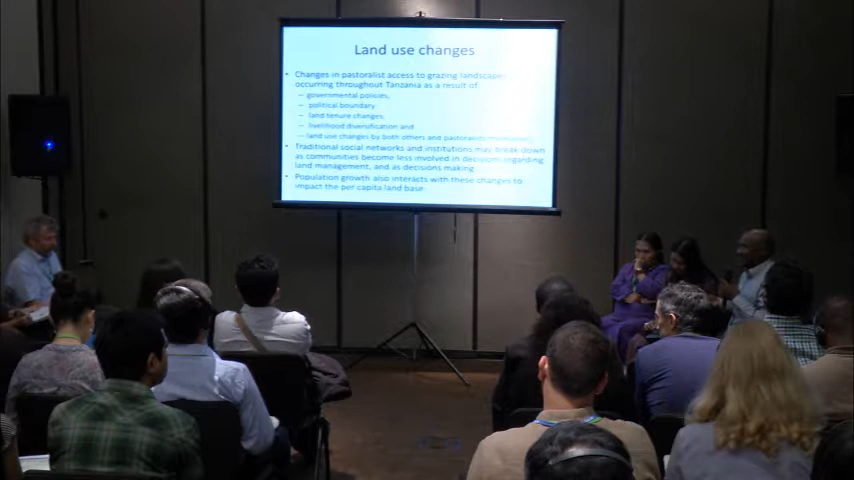 Land use changes
• Changes in pastoralist access to grazing landscape
occurring throughout Tanzania as a result of
– governmental policies,
– political boundary
– land tenure changes,
– livelihood diversification and
– land use changes by both others and pastoralists
• Traditional social networks and institutions may break down
as communities become less involved in decisions regarding
land management, and as decisions making
• Population growth also interacts with these changes to
impact the per capita land base